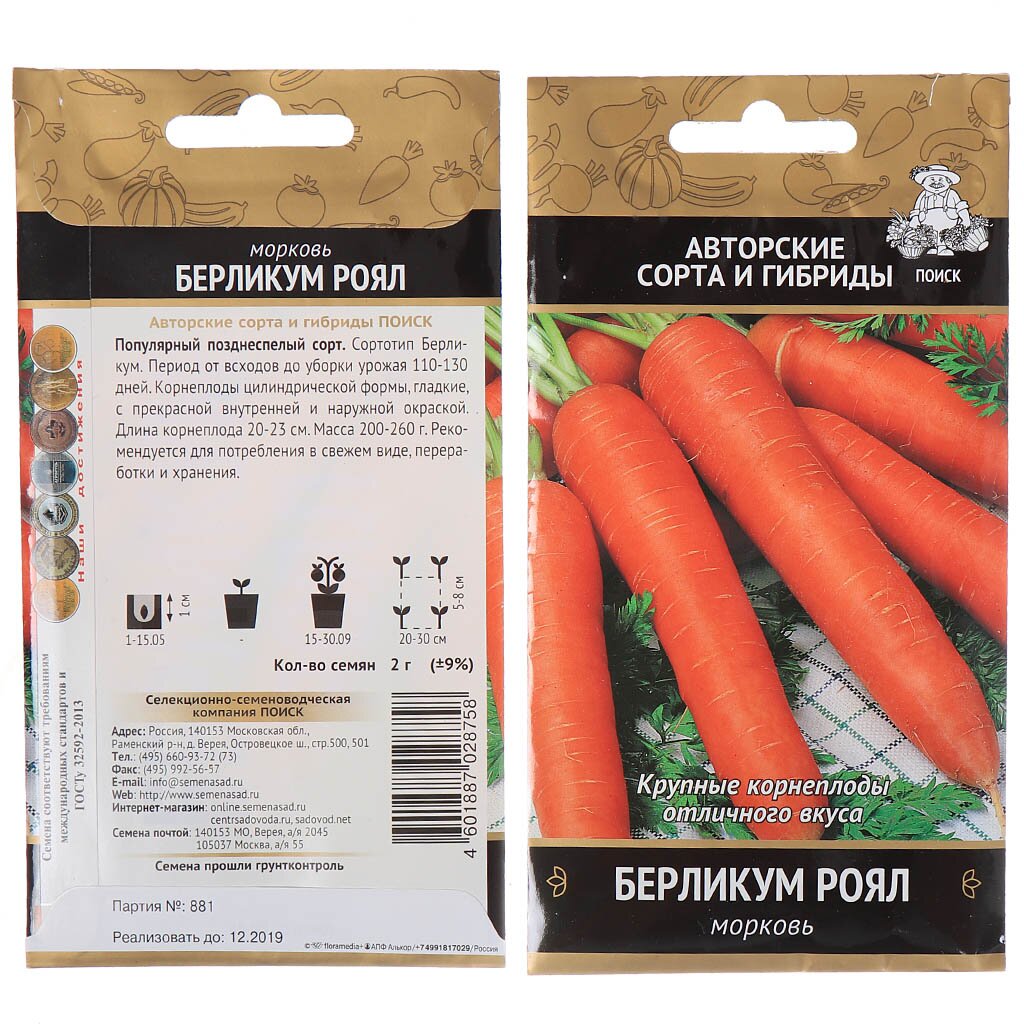 морковь
БЕРЛИКУМ РОЯЛ
Авторские сорта и гибриды ПОИСК
Популярный позднеспелый сорт. Сортотип Берли-
кум. Период от всходов до уборки урожая 110-130
дней. Корнеплоды цилиндрической формы, гладкие,
с прекрасной внутренней и наружной окраской.
Длина корнеплода 20-23 см. Масса 200-260 г. Реко-
мендуется для потребления в свежем виде, перера-
ботки и хранения.
наши достижения
1 см
5-8 см
1-15.05
-
15-30.09
20-30 см
Кол-во семян 2 г (±9%)
Семена соответствуют требованиям
международных стандартов и
ГОСТу 32592-2013
Селекционно-семеноводческая
компания ПОИСК
Адрес: Россия, 140153 Московская обл.,
Раменский р-н, д. Верея, Островецкое ш., стр.500, 501
Тел.: (495) 660-93-72 (73)
Факс: (495) 992-56-57
E-mail: info@semenasad.ru
Web: http://www.semenasad.ru
Интернет-магазин: online.semenasad.ru
centrsadovoda.ru, sadovod.net
Семена почтой: 140153 МО, Верея, а/я 2045
105037 Москва, а/я 55
Семена прошли грунтконтроль
4 601887 028758
Партия №: 881
Реализовать до: 12.2019
floramedia+ АПФ Алькор/+74991817029/Россия
АВТОРСКИЕ
СОРТА И ГИБРИДЫ
ПОИСК
Крупные корнеплоды
отличного вкуса
БЕРЛИКУМ РОЯЛ
морковь